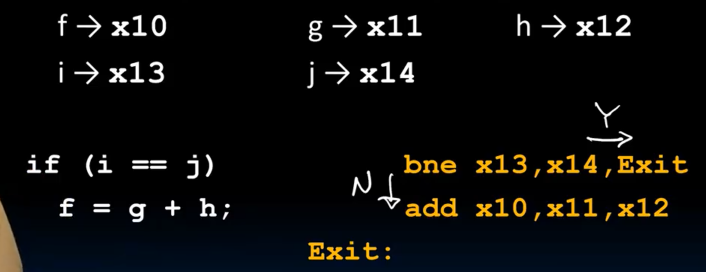 f → x10 g → x11 h → x12
i → x13 j → x14
Y
if (i == j) bne x13,x14,Exit
N
f = g + h; add x10,x11,x12
Exit: